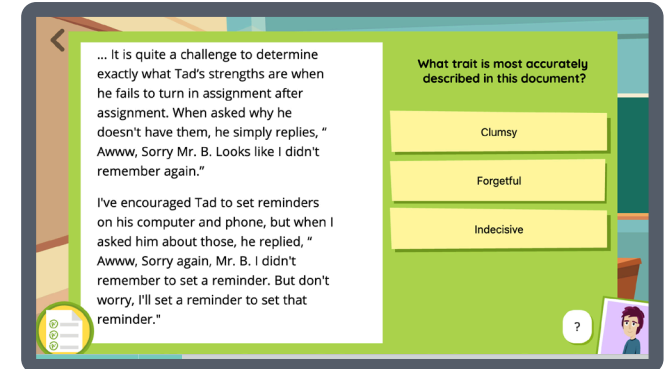 ... It is quite a challenge to determine
exactly what Tad's strengths are when
he fails to turn in assignment after
assignment. When asked why he
doesn't have them, he simply replies, “
Awww, Sorry Mr. B. Looks like I didn't
remember again.”
I've encouraged Tad to set reminders
on his computer and phone, but when I
asked him about those, he replied, “
Awww, Sorry again, Mr. B. I didn't
remember to set a reminder. But don't
worry, I'll set a reminder to set that
reminder."
What trait is most accurately
described in this document?
Clumsy
Forgetful
Indecisive
?